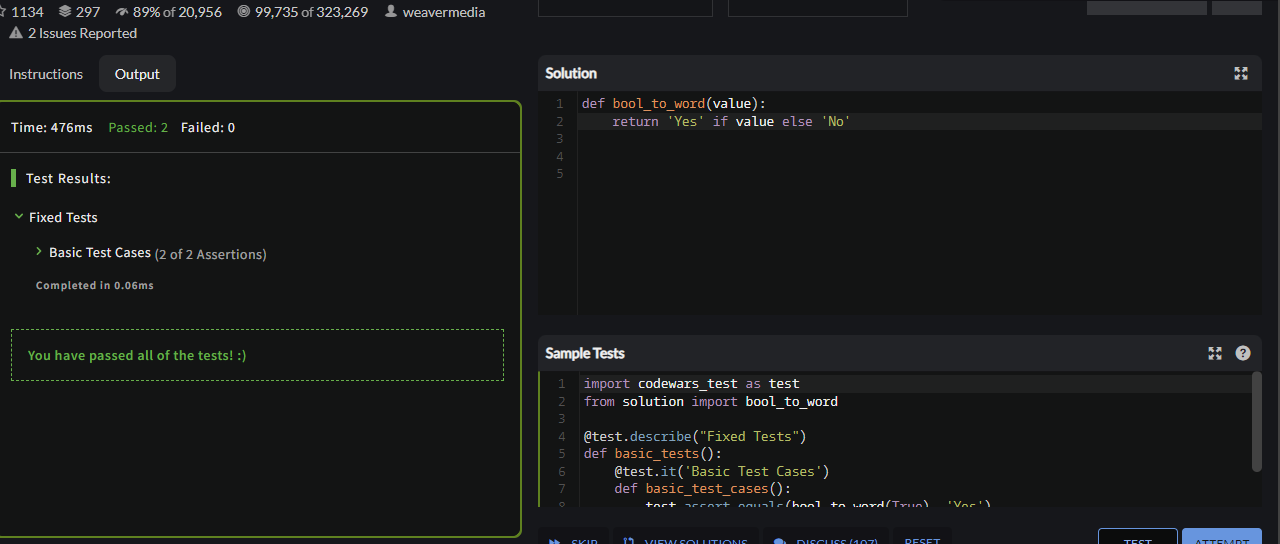 1134 297 89% of 20,956 99,735 of 323,269 weavermedia
2 Issues Reported
Instructions Output
Time: 476ms Passed: 2 Failed: 0
Test Results:
Fixed Tests
Basic Test Cases (2 of 2 Assertions)
Completed in 0.06ms
You have passed all of the tests! :)
Solution
1 def bool_to_word(value):
2     return 'Yes' if value else 'No'
3
4
5
Sample Tests ?
1 import codewars_test as test
2 from solution import bool_to_word
3
4 @test.describe("Fixed Tests")
5 def basic_tests():
6     @test.it('Basic Test Cases')
7     def basic_test_cases():
8         test.assert_equals(bool_to_word(True), 'Yes')
SKIP VIEW SOLUTIONS DISCUSS (107) RESET TEST ATTEMPT